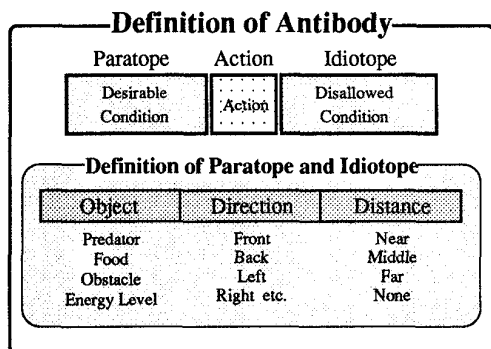 Definition of Antibody
Paratope Action Idiotope
Desirable Condition Action Disallowed Condition
Definition of Paratope and Idiotope
Object Direction Distance
Predator Front Near
Food Back Middle
Obstacle Left Far
Energy Level Right etc. None